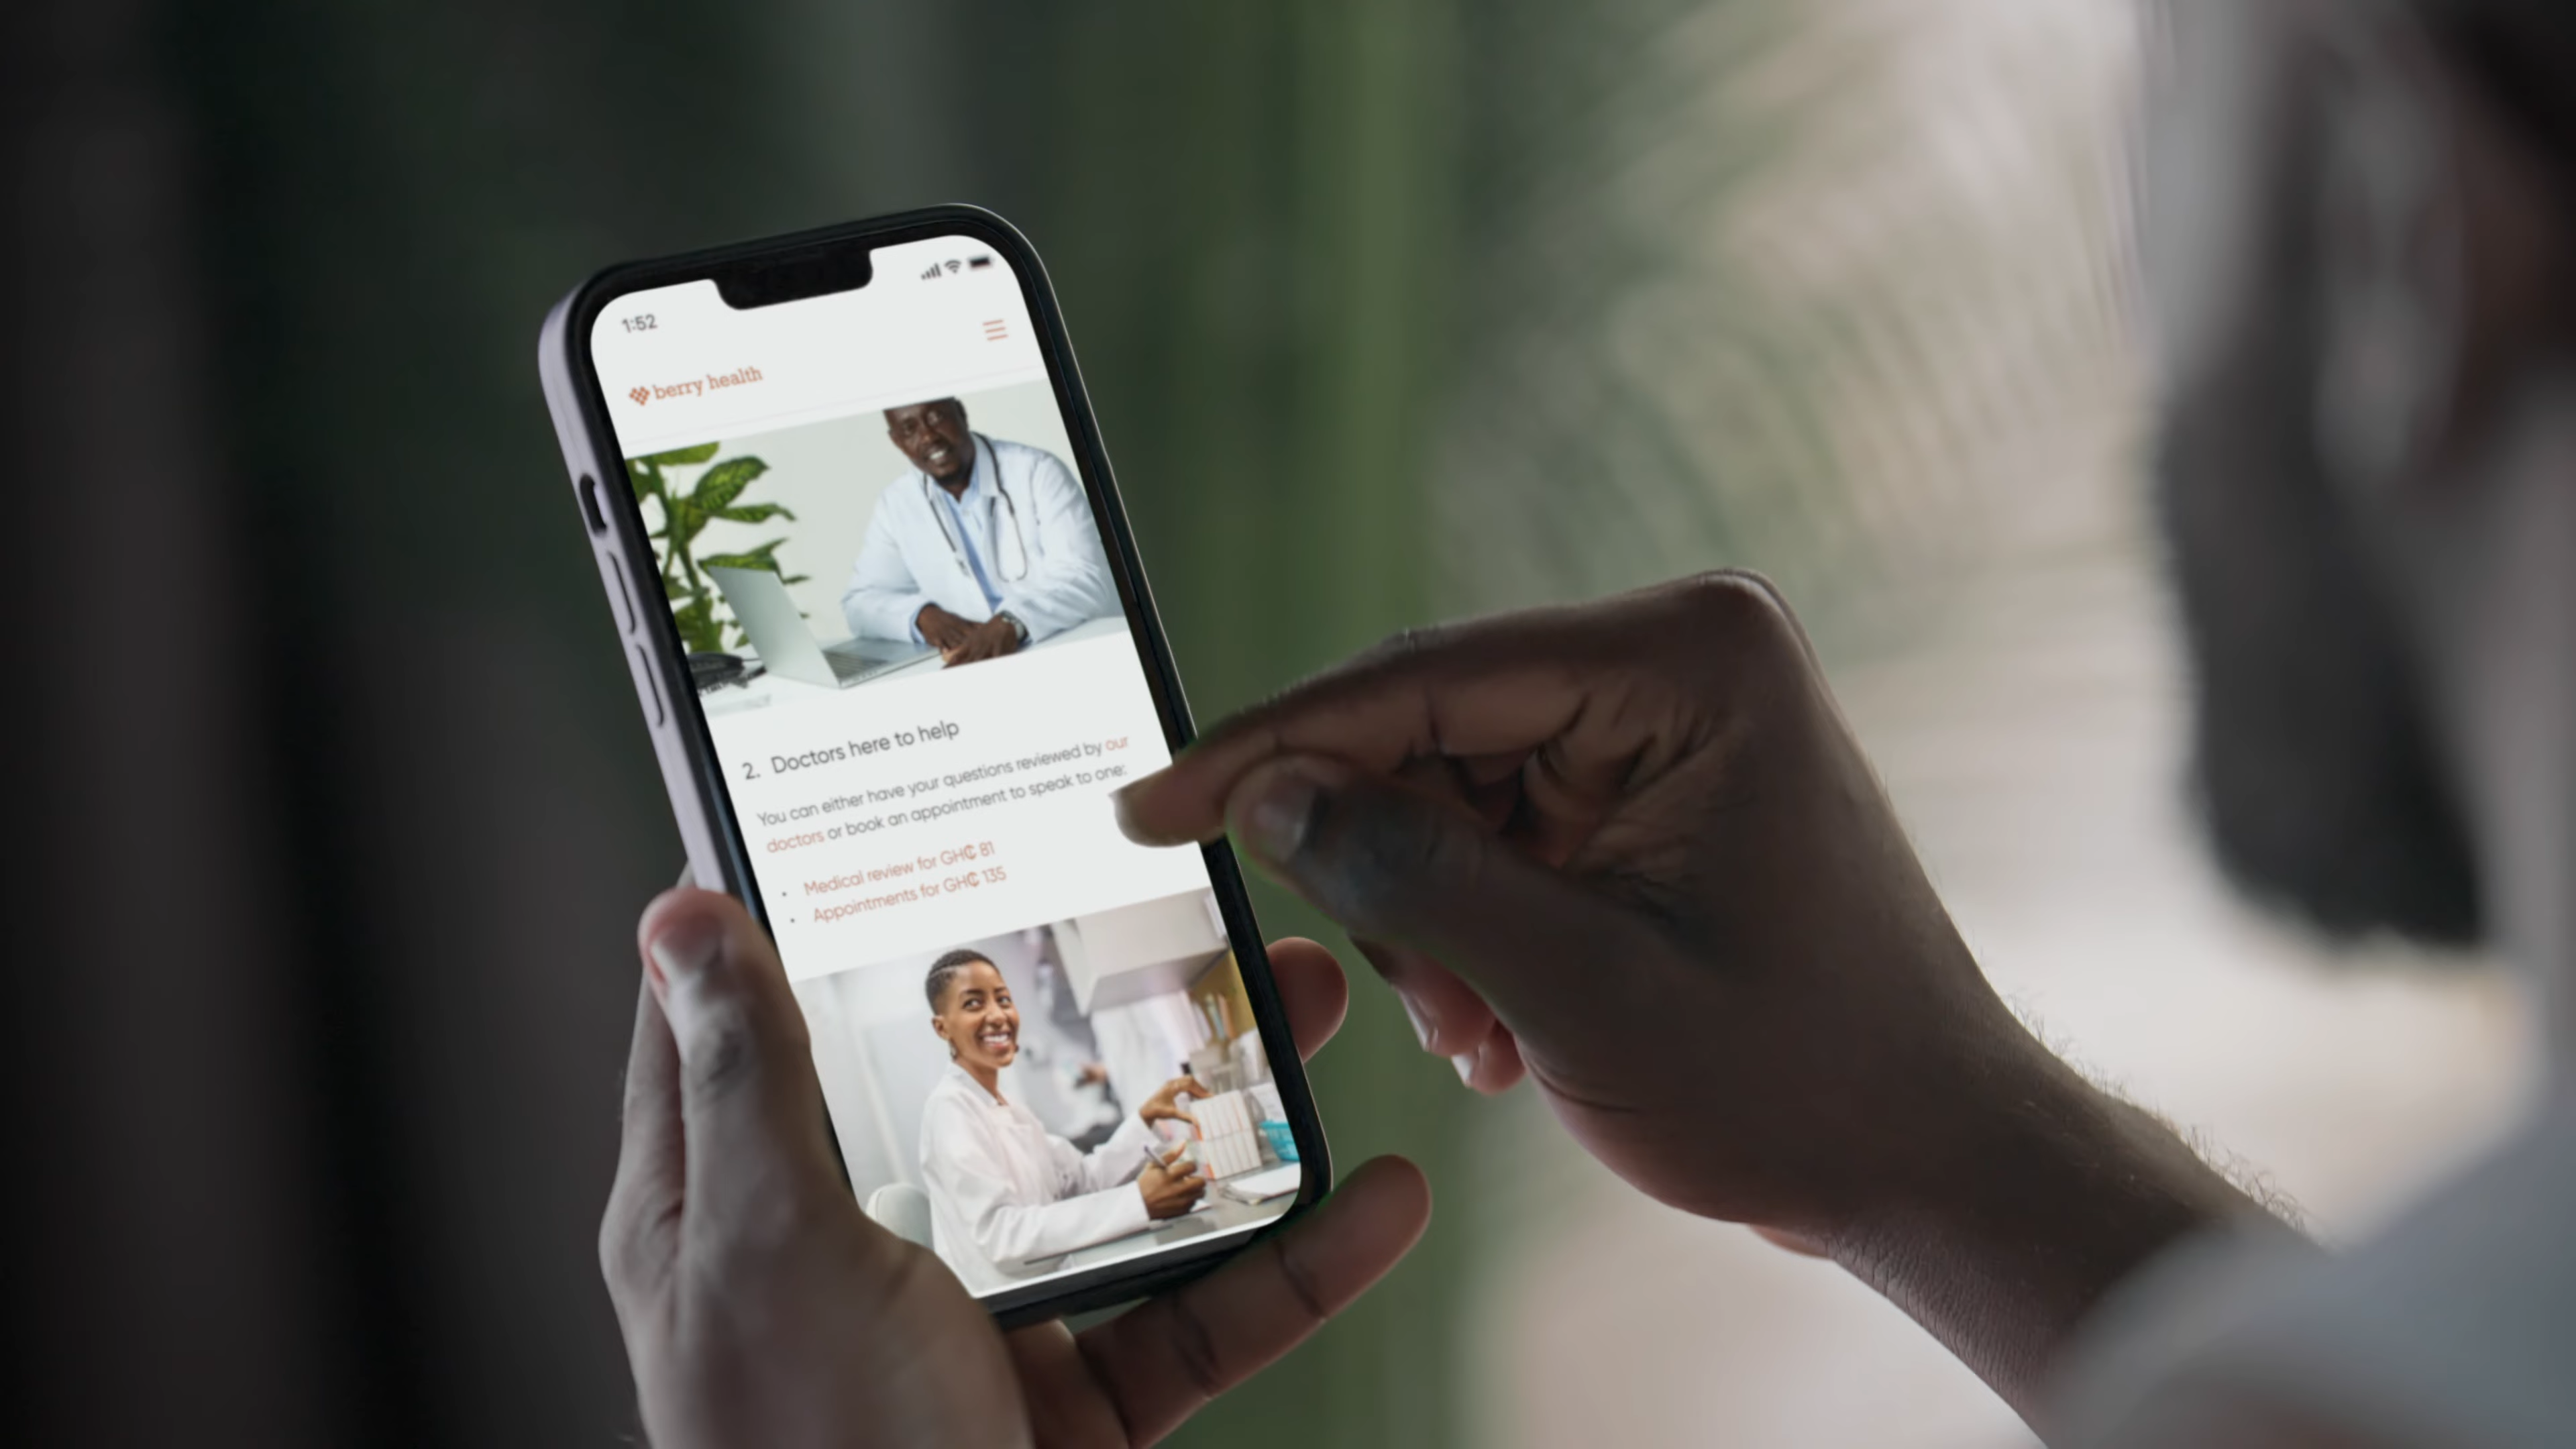 1:52
berry health
2. Doctors here to help
You can either have your questions reviewed by our
doctors or book an appointment to speak to one:
• Medical review for GH₵ 81
• Appointments for GH₵ 135